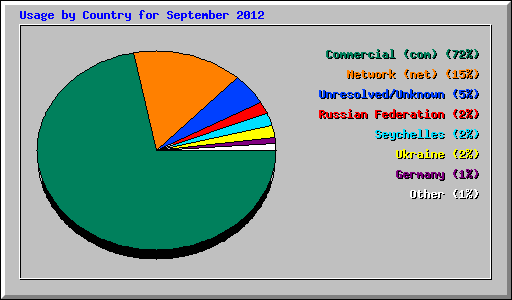 Usage by Country for September 2012
Commercial (com) (72%)
Network (net) (15%)
Unresolved/Unknown (5%)
Russian Federation (2%)
Seychelles (2%)
Ukraine (2%)
Germany (1%)
Other (1%)